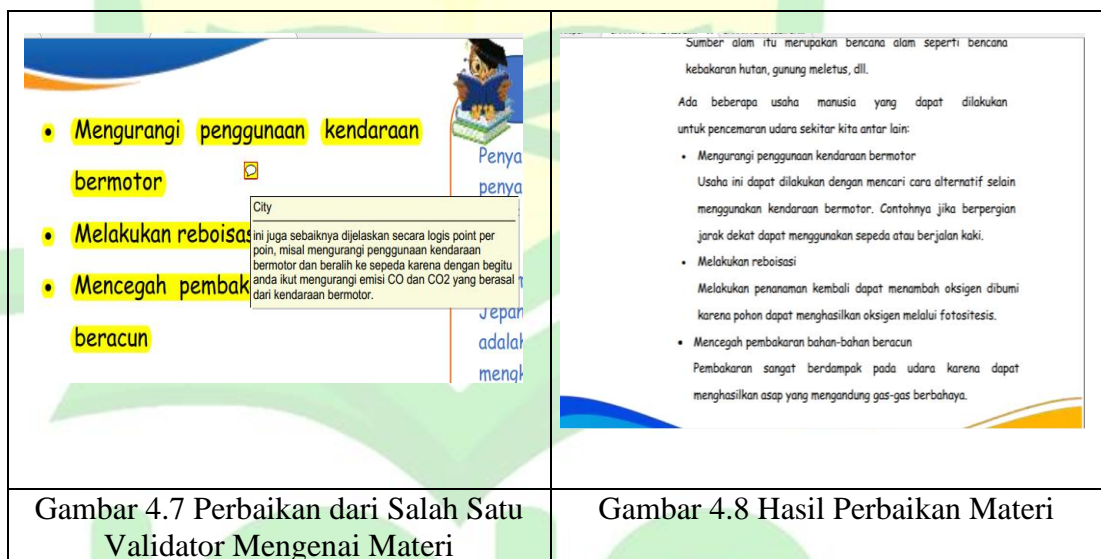 • Mengurangi penggunaan kendaraan
bermotor
• Melakukan reboisas
• Mencegah pembak
beracun
City
ini juga sebaiknya dijelaskan secara logis point per
poin, misal mengurangi penggunaan kendaraan
bermotor dan beralih ke sepeda karena dengan begitu
anda ikut mengurangi emisi CO dan CO2 yang berasal
dari kendaraan bermotor.
Penya
penya
Jepan
adalah
mengk
Sumber alam itu merupakan bencana alam seperti bencana
kebakaran hutan, gunung meletus, dll.
Ada beberapa usaha manusia yang dapat dilakukan
untuk pencemaran udara sekitar kita antar lain:
• Mengurangi penggunaan kendaraan bermotor
Usaha ini dapat dilakukan dengan mencari cara alternatif selain
menggunakan kendaraan bermotor. Contohnya jika berpergian
jarak dekat dapat menggunakan sepeda atau berjalan kaki.
• Melakukan reboisasi
Melakukan penanaman kembali dapat menambah oksigen dibumi
karena pohon dapat menghasilkan oksigen melalui fotositesis.
• Mencegah pembakaran bahan-bahan beracun
Pembakaran sangat berdampak pada udara karena dapat
menghasilkan asap yang mengandung gas-gas berbahaya.
Gambar 4.7 Perbaikan dari Salah Satu
Validator Mengenai Materi
Gambar 4.8 Hasil Perbaikan Materi